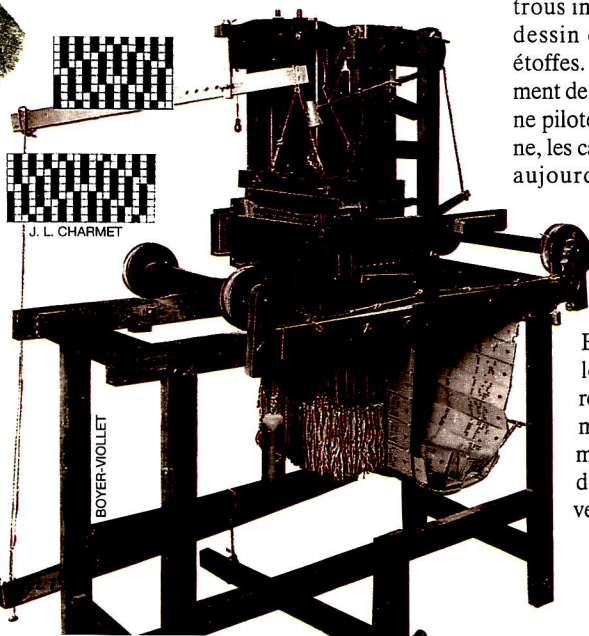 trous in
dessin
étoffes.
ment de
ne pilote
ne, les ca
aujourd
J. L. CHARMET
BOYER-VIOLLET
E
le
re
m
m
d
ve